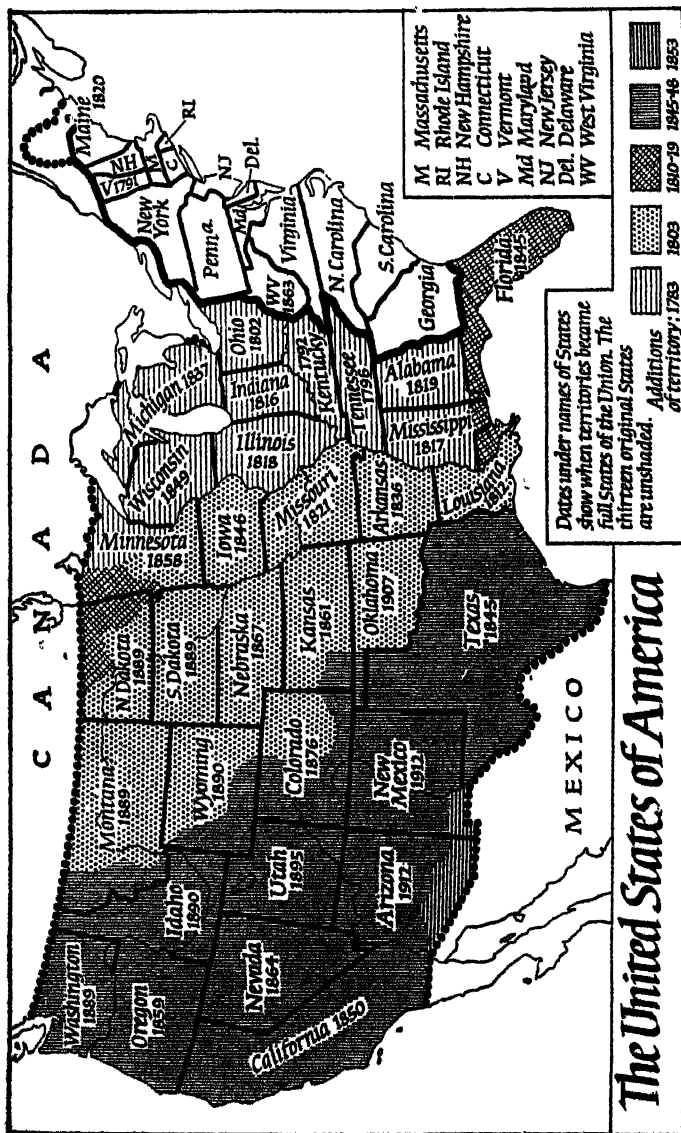 CANADA
Washington
1889
Oregon
1859
California 1850
Nevada
1864
Idaho
1890
Utah
1895
Arizona
1912
Montana
1889
Wyoming
1890
Colorado
1876
New
Mexico
1912
N Dakota
1889
S.Dakota
1889
Nebraska
1867
Kansas
1861
Oklahoma
1907
Texas
1845
Minnesota
1858
Iowa
1846
Missouri
1821
Arkansas
1836
Louisiana
1812
Wisconsin
1849
Michigan 1837
Illinois
1818
Indiana
1816
Ohio
1802
1792
Kentucky
Tennessee
1796
Mississippi
1817
Alabama
1819
Georgia
Florida
1845
S.Carolina
N.Carolina
Virginia
WV
1863
Md
Del.
NJ
Penna.
New
York
V 1791
NH
M
C
RI
Maine
1820
MEXICO
M Massachusetts
RI Rhode Island
NH New Hampshire
C Connecticut
V Vermont
Md Maryland
NJ New Jersey
Del. Delaware
WV West Virginia
Dates under names of States
show when territories became
full States of the Union. The
thirteen original States
are unshaded.
Additions
of territory: 1783 1803 1810-19 1845-48 1853
The United States of America